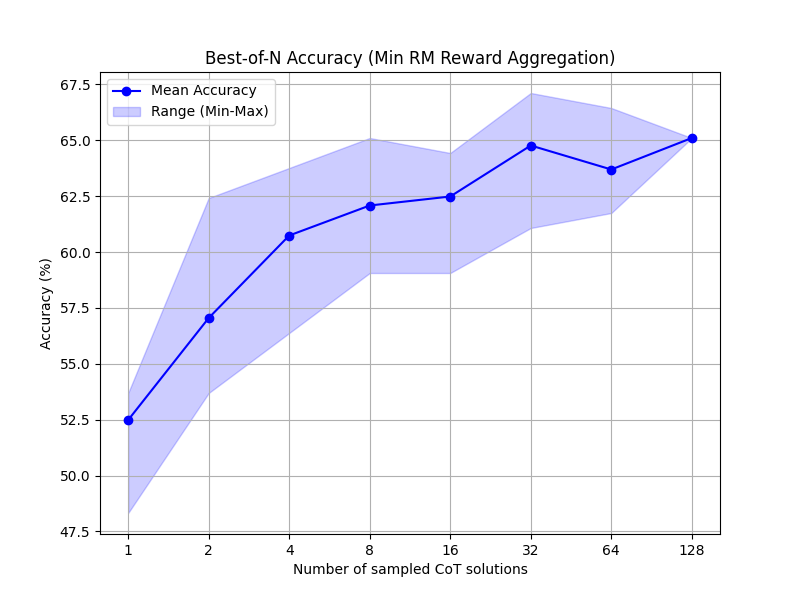 Best-of-N Accuracy (Min RM Reward Aggregation)
Mean Accuracy
Range (Min-Max)
Accuracy (%)
67.5
65.0
62.5
60.0
57.5
55.0
52.5
50.0
47.5
1 2 4 8 16 32 64 128
Number of sampled CoT solutions